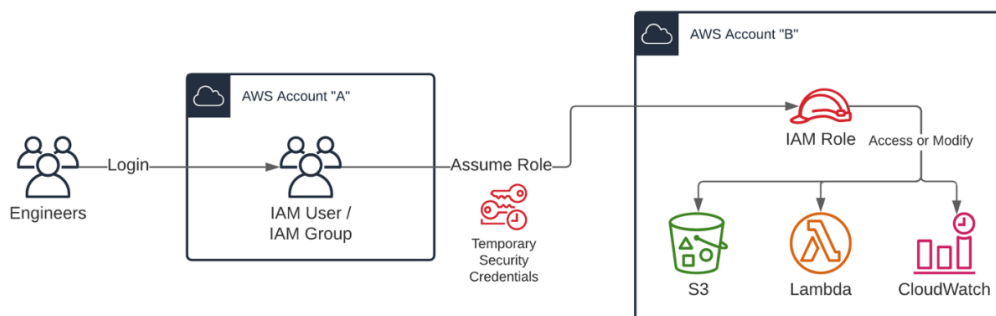 AWS Account "B"
AWS Account "A"
IAM Role
Access or Modify
Login
Assume Role
Engineers
IAM User /
IAM Group
Temporary
Security
Credentials
S3
Lambda
CloudWatch